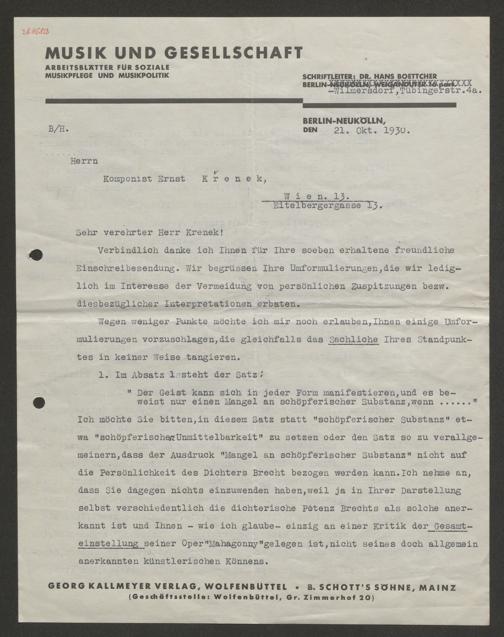 MUSIK UND GESELLSCHAFT
ARBEITSBLÄTTER FÜR SOZIALE
MUSIKPFLEGE UND MUSIKPOLITIK
SCHRIFTLEITER: DR. HANS BOETTCHER
BERLIN-NEUKÖLLN,
-Wilmersdorf,Tübingerstr.4a.
BERLIN-NEUKÖLLN,
DEN 21. Okt. 1930.
B/H.
Herrn
Komponist Ernst K r e n e k,
W i e n. 13.
Eitelbergergasse 13.
Sehr verehrter Herr Krenek!
Verbindlich danke ich Ihnen für Ihre soeben erhaltene freundliche
Einschreibesendung. Wir begrüssen Ihre Umformulierungen,die wir ledig-
lich im Interesse der Vermeidung von persönlichen Zuspitzungen bezw.
diesbezüglicher Interpretationen erbaten.
Wegen weniger Punkte möchte ich mir noch erlauben,Ihnen einige Umfor-
mulierungen vorzuschlagen,die gleichfalls das Sachliche Ihres Standpunk-
tes in keiner Weise tangieren.
1. Im Absatz 1 steht der Satz:
" Der Geist kann sich in jeder Form manifestieren,und es be-
weist nur einen Mangel an schöpferischer Substanz,wenn ......"
Ich möchte Sie bitten,in diesem Satz statt "schöpferischer Substanz" et-
wa "schöpferischer Unmittelbarkeit" zu setzen oder den Satz so zu verallge-
meinern,dass der Ausdruck "Mangel an schöpferischer Substanz" nicht auf
die Persönlichkeit des Dichters Brecht bezogen werden kann.Ich nehme an,
dass Sie dagegen nichts einzuwenden haben,weil ja in Ihrer Darstellung
selbst verschiedentlich die dichterische Potenz Brechts als solche aner-
kannt ist und Ihnen - wie ich glaube- einzig an einer Kritik der Gesamt-
einstellung seiner Oper"Mahagonny"gelegen ist,nicht seines doch allgemein
anerkannten künstlerischen Könnens.
GEORG KALLMEYER VERLAG, WOLFENBÜTTEL • B. SCHOTT'S SÖHNE, MAINZ
(Geschäftsstelle: Wolfenbüttel, Gr. Zimmerhof 20)